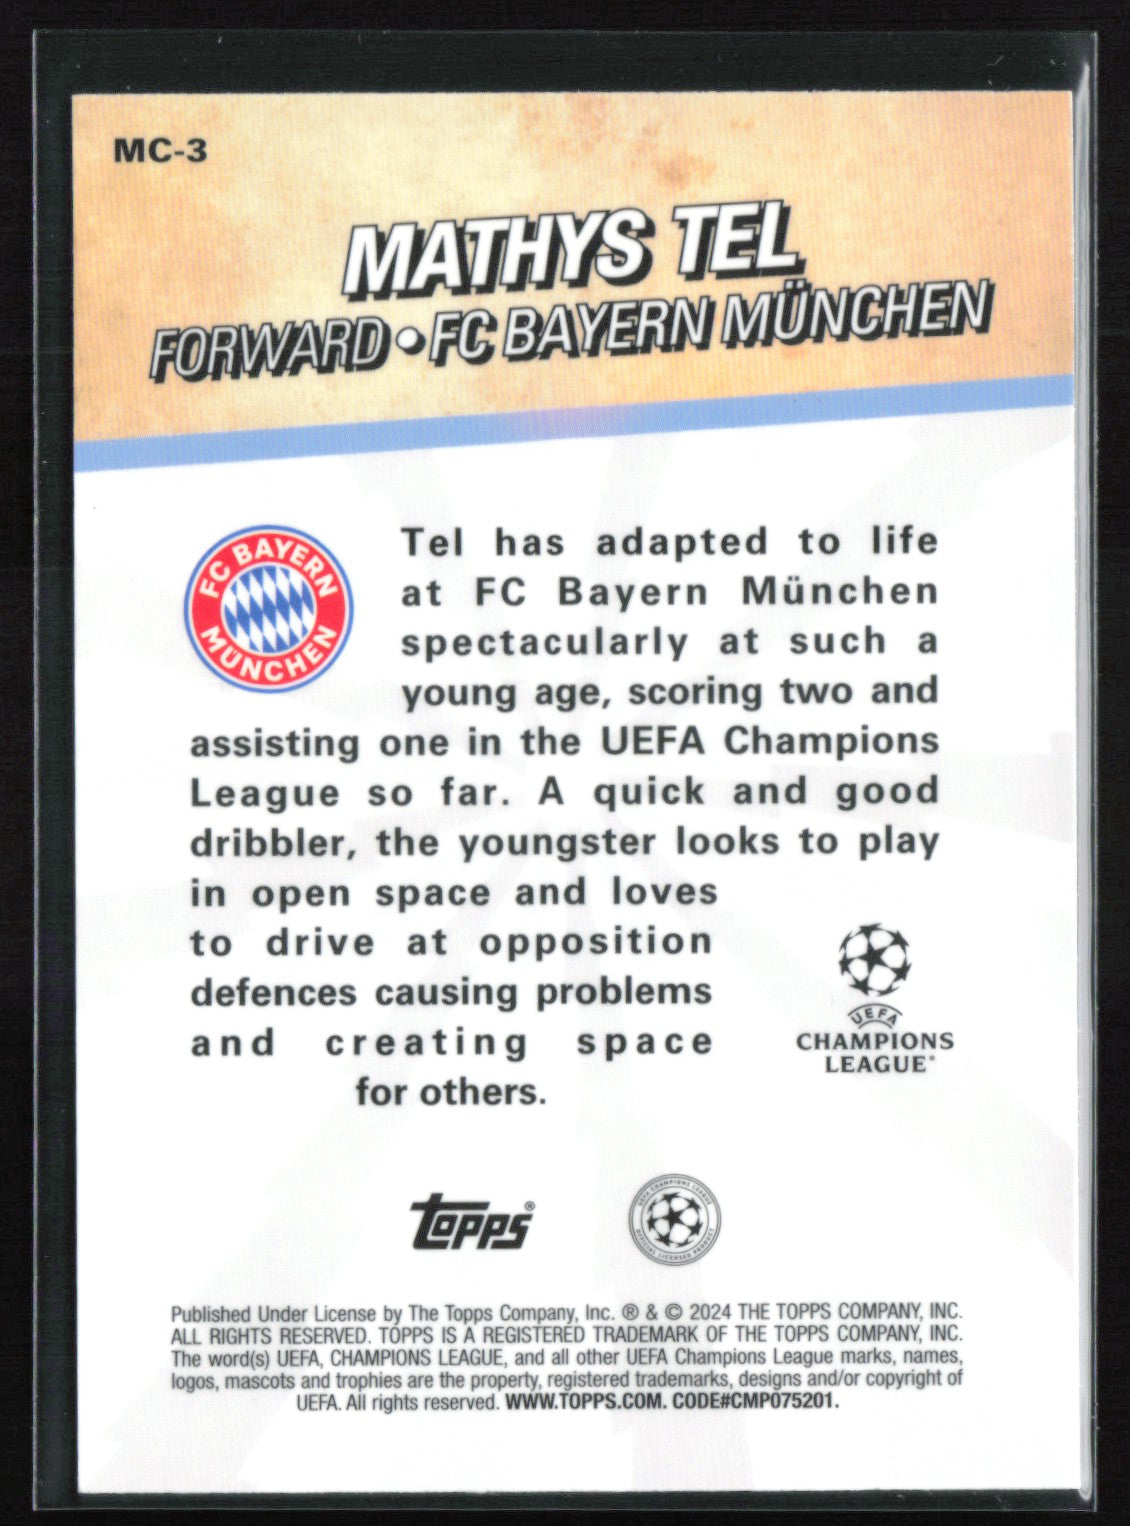 MC-3
MATHYS TEL
FORWARD • FC BAYERN MÜNCHEN
FC BAYERN
MÜNCHEN
Tel has adapted to life
at FC Bayern München
spectacularly at such a
young age, scoring two and
assisting one in the UEFA Champions
League so far. A quick and good
dribbler, the youngster looks to play
in open space and loves
to drive at opposition
defences causing problems
and creating space
for others.
UEFA
CHAMPIONS
LEAGUE®
TOPPS®
UEFA CHAMPIONS LEAGUE
OFFICIAL LICENSED PRODUCT
Published Under License by The Topps Company, Inc. ® & © 2024 THE TOPPS COMPANY, INC.
ALL RIGHTS RESERVED. TOPPS IS A REGISTERED TRADEMARK OF THE TOPPS COMPANY, INC.
The word(s) UEFA, CHAMPIONS LEAGUE, and all other UEFA Champions League marks, names,
logos, mascots and trophies are the property, registered trademarks, designs and/or copyright of
UEFA. All rights reserved. WWW.TOPPS.COM. CODE#CMP075201.